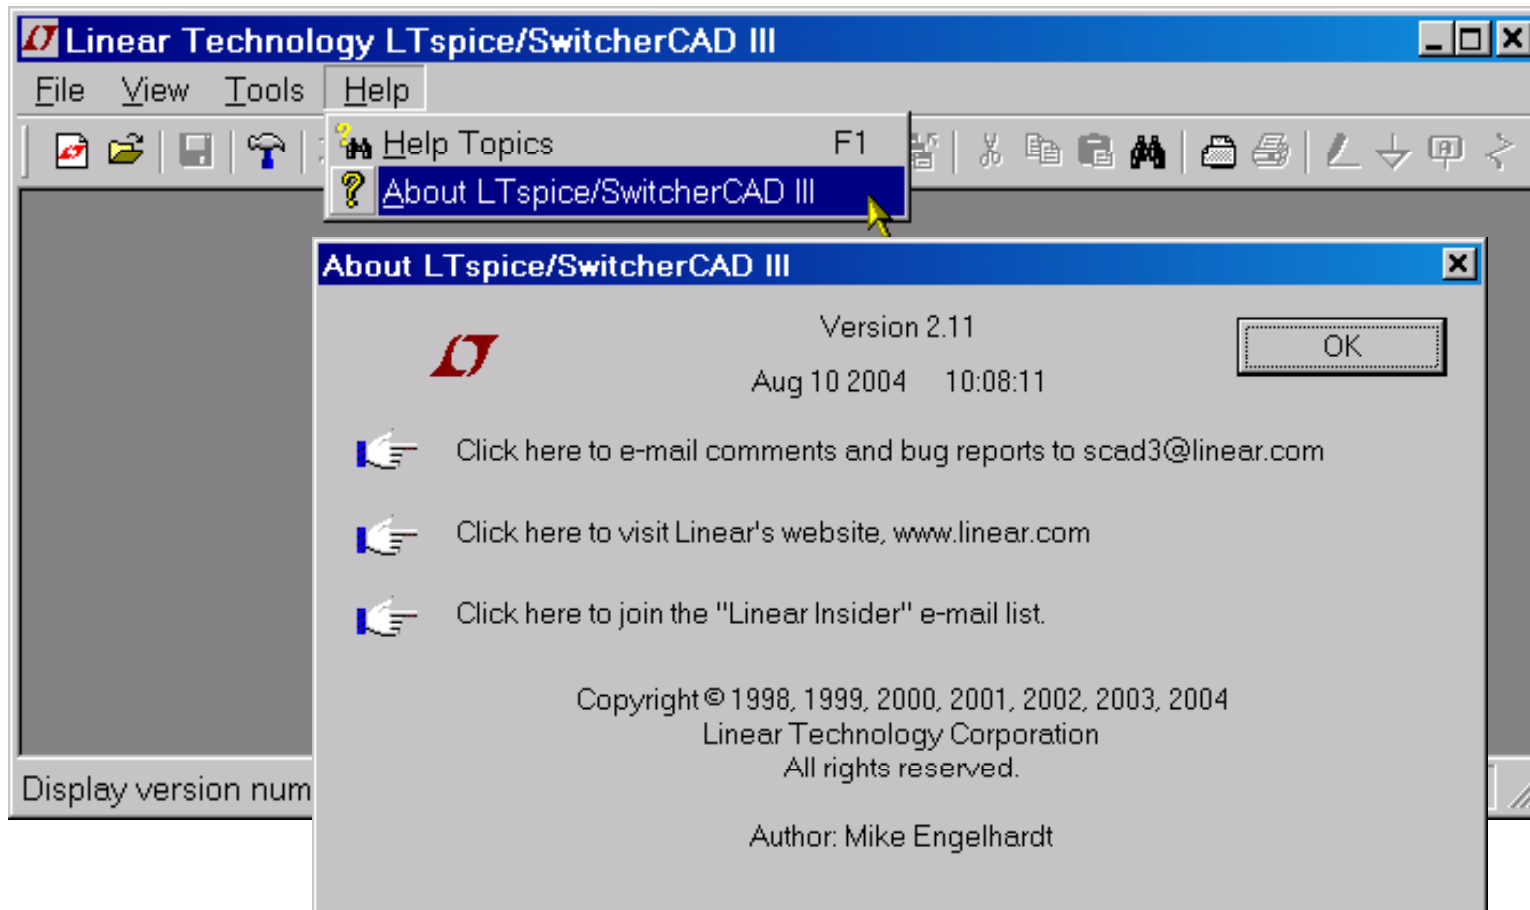 Linear Technology LTspice/SwitcherCAD III
File View Tools Help
Help Topics F1
About LTspice/SwitcherCAD III
About LTspice/SwitcherCAD III
Version 2.11
OK
Aug 10 2004 10:08:11
Click here to e-mail comments and bug reports to scad3@linear.com
Click here to visit Linear's website, www.linear.com
Click here to join the "Linear Insider" e-mail list.
Copyright © 1998, 1999, 2000, 2001, 2002, 2003, 2004
Linear Technology Corporation
All rights reserved.
Display version num
Author: Mike Engelhardt